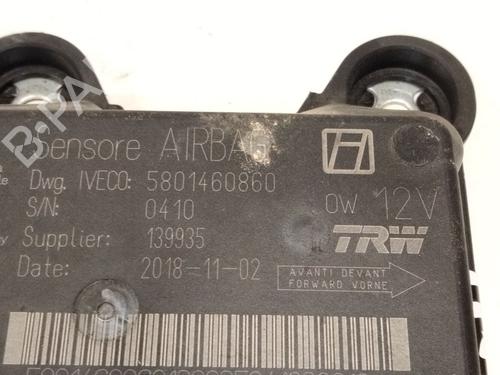 Sensore AIRBAG
Dwg. IVECO: 5801460860
S/N: 0410
0W 12V
Supplier: 139935
TRW
Date: 2018-11-02
AVANTI DEVANT
FORWARD VORNE
B-PARTS